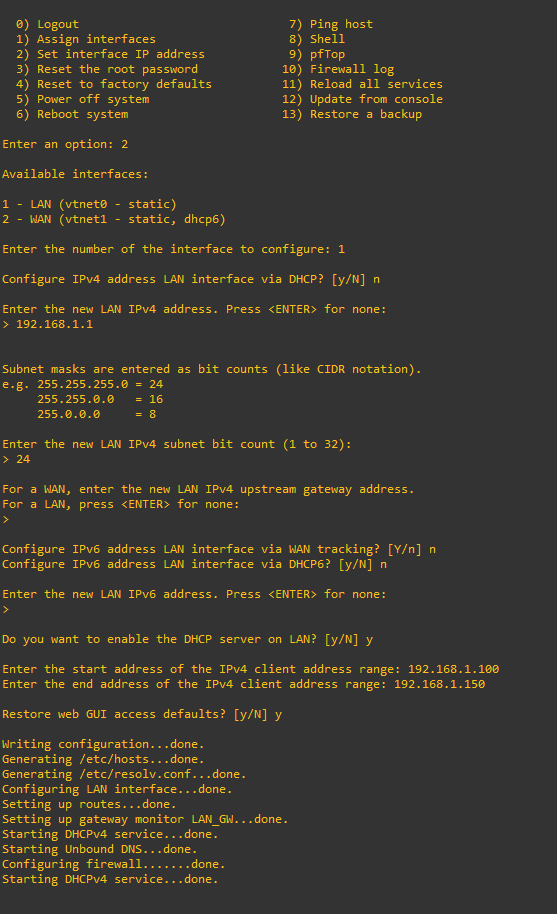 0) Logout                              7) Ping host
1) Assign interfaces                   8) Shell
2) Set interface IP address            9) pfTop
3) Reset the root password            10) Firewall log
4) Reset to factory defaults          11) Reload all services
5) Power off system                   12) Update from console
6) Reboot system                      13) Restore a backup
Enter an option: 2
Available interfaces:
1 - LAN (vtnet0 - static)
2 - WAN (vtnet1 - static, dhcp6)
Enter the number of the interface to configure: 1
Configure IPv4 address LAN interface via DHCP? [y/N] n
Enter the new LAN IPv4 address. Press <ENTER> for none:
> 192.168.1.1
Subnet masks are entered as bit counts (like CIDR notation).
e.g. 255.255.255.0 = 24
     255.255.0.0   = 16
     255.0.0.0     = 8
Enter the new LAN IPv4 subnet bit count (1 to 32):
> 24
For a WAN, enter the new LAN IPv4 upstream gateway address.
For a LAN, press <ENTER> for none:
>
Configure IPv6 address LAN interface via WAN tracking? [Y/n] n
Configure IPv6 address LAN interface via DHCP6? [y/N] n
Enter the new LAN IPv6 address. Press <ENTER> for none:
>
Do you want to enable the DHCP server on LAN? [y/N] y
Enter the start address of the IPv4 client address range: 192.168.1.100
Enter the end address of the IPv4 client address range: 192.168.1.150
Restore web GUI access defaults? [y/N] y
Writing configuration...done.
Generating /etc/hosts...done.
Generating /etc/resolv.conf...done.
Configuring LAN interface...done.
Setting up routes...done.
Setting up gateway monitor LAN_GW...done.
Starting DHCPv4 service...done.
Starting Unbound DNS...done.
Configuring firewall.......done.
Starting DHCPv4 service...done.